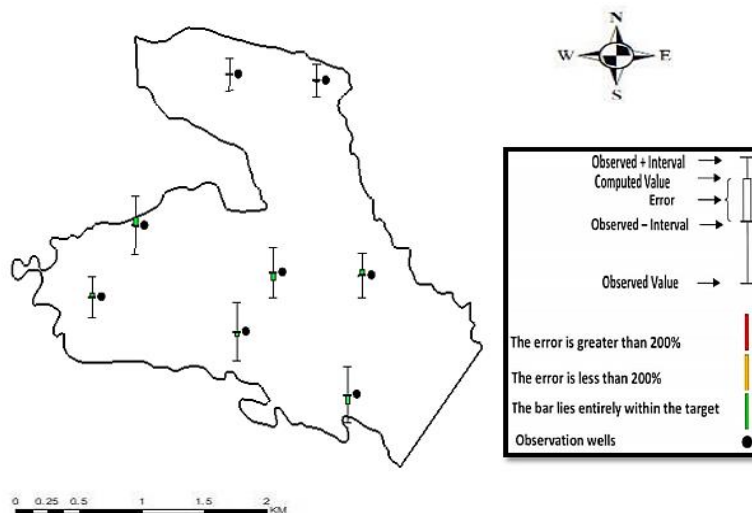 N
W E
S
Observed + Interval
Computed Value
Error
Observed – Interval
Observed Value
The error is greater than 200%
The error is less than 200%
The bar lies entirely within the target
Observation wells
0 0.25 0.5 1 1.5 2
KM